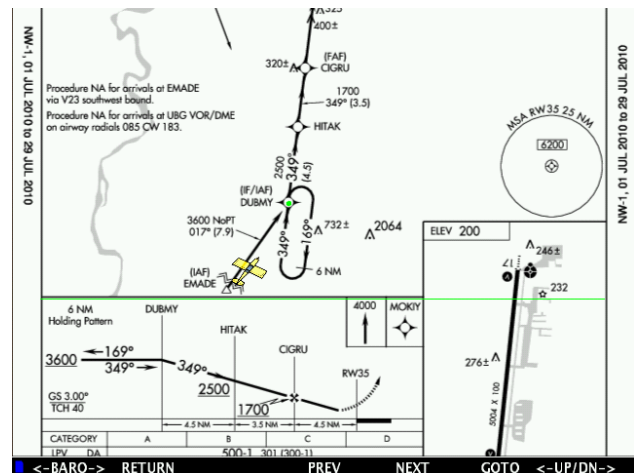 NW-1, 01 JUL 2010 to 29 JUL 2010
400±
(FAF)
320± CIGRU
1700
349° (3.5)
HITAK
Procedure NA for arrivals at EMADE
via V23 southwest bound.
Procedure NA for arrivals at UBG VOR/DME
on airway radials 085 CW 183.
MSA RW35 25 NM
6200
NW-1, 01 JUL 2010 to 29 JUL 2010
2500
349°
(4.5)
(IF/IAF)
DUBMY
3600 NoPT
017° (7.9)
349°
169°
732±
2064
6 NM
(IAF)
EMADE
ELEV 200
246±
17
232
276±
5004 X 100
6 NM
Holding Pattern
DUBMY
HITAK
CIGRU
RW35
4000
MOKIY
3600
169°
349°
349°
2500
1700
GS 3.00°
TCH 40
4.5 NM
3.5 NM
4.5 NM
CATEGORY A B C D
LPV DA 500-1 301 (300-1)
<-BARO-> RETURN PREV NEXT GOTO <-UP/DN->